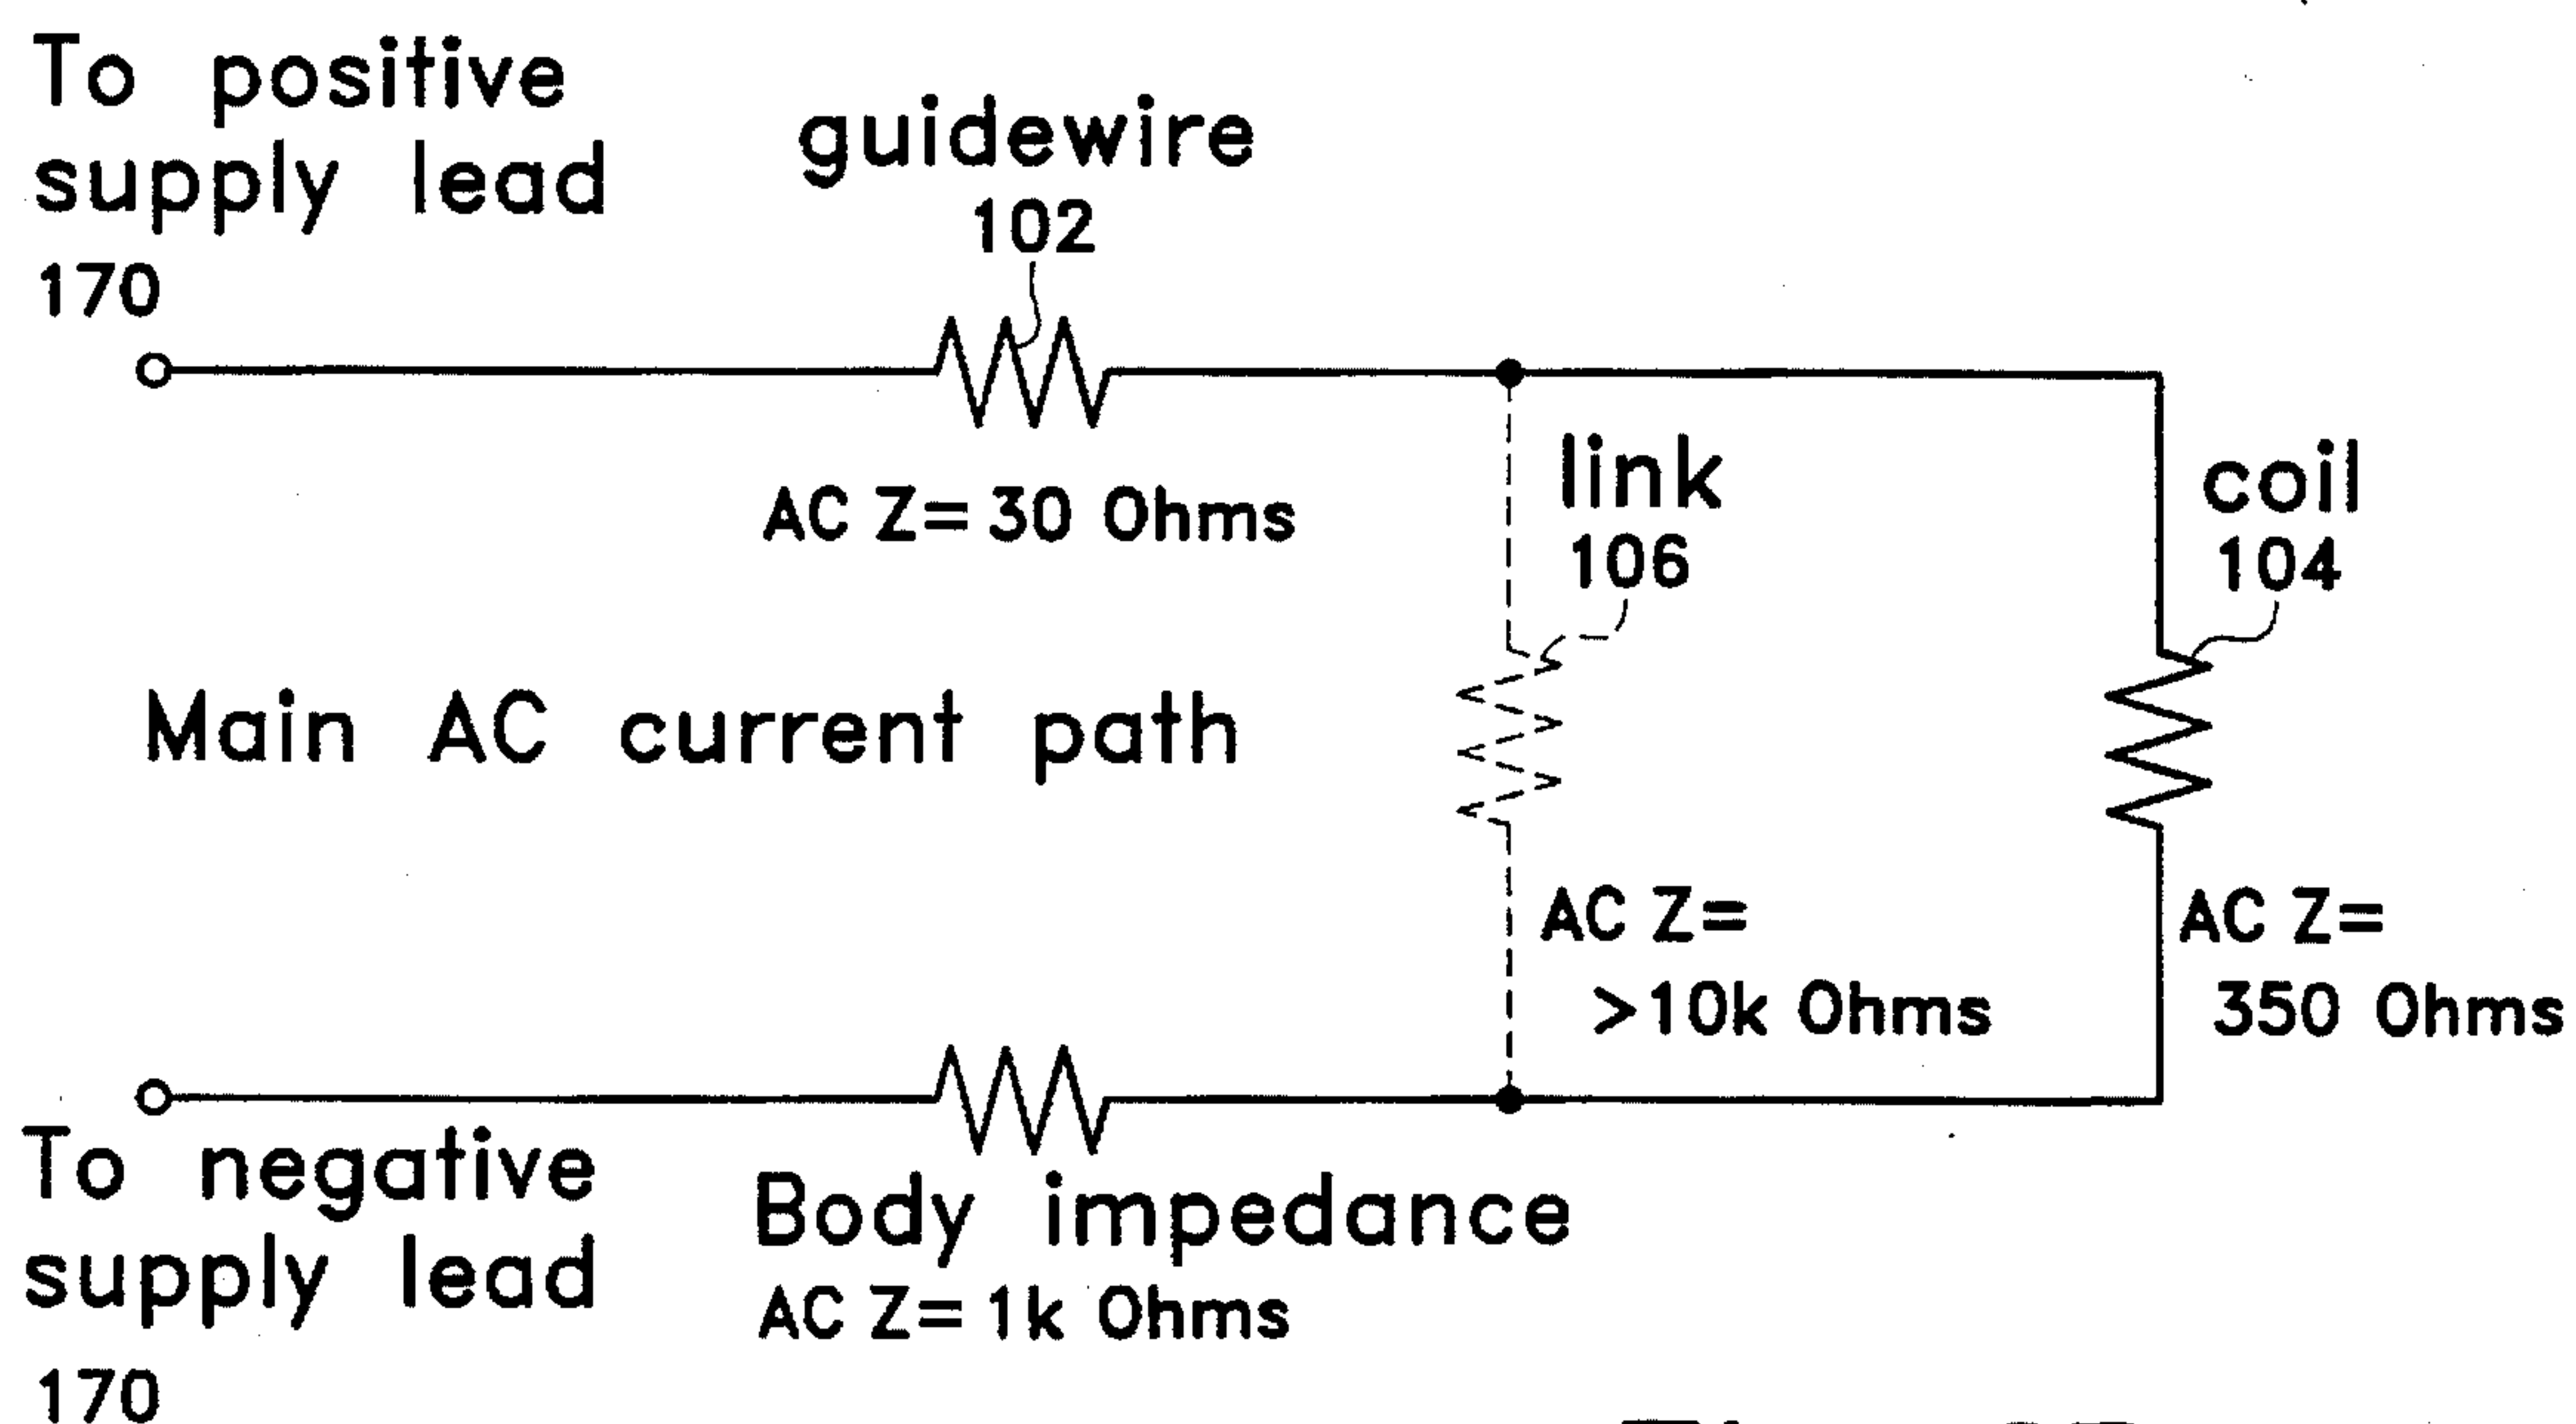 To positive
supply lead
170
guidewire
102
AC Z= 30 Ohms
link
106
coil
104
Main AC current path
AC Z=
>10k Ohms
AC Z=
350 Ohms
To negative
supply lead
170
Body impedance
AC Z= 1k Ohms